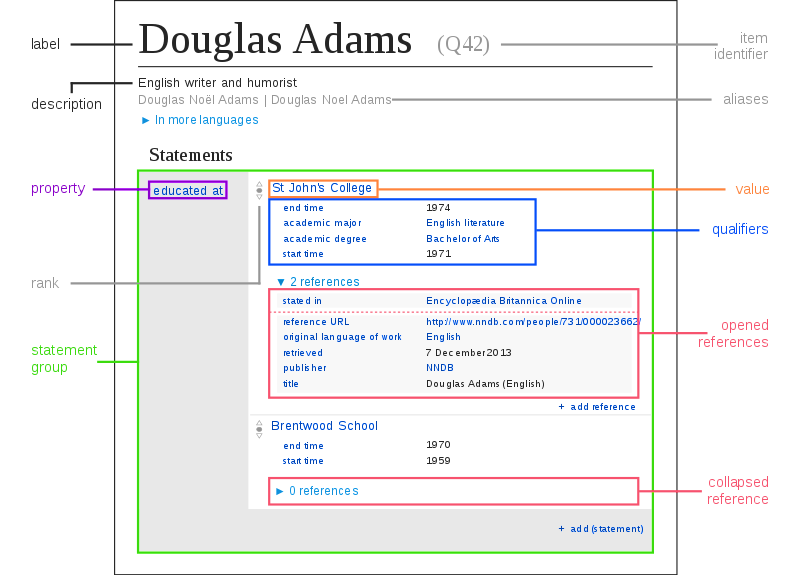 Douglas Adams (Q42)
label
item
identifier
English writer and humorist
description
Douglas Noël Adams | Douglas Noel Adams
aliases
► In more languages
Statements
property
educated at
St John's College
value
end time 1974
academic major English literature
academic degree Bachelor of Arts
start time 1971
qualifiers
rank
▼ 2 references
stated in Encyclopædia Britannica Online
reference URL http://www.nndb.com/people/731/000023662/
original language of work English
retrieved 7 December 2013
publisher NNDB
title Douglas Adams (English)
opened
references
statement
group
+ add reference
Brentwood School
end time 1970
start time 1959
► 0 references
collapsed
reference
+ add (statement)